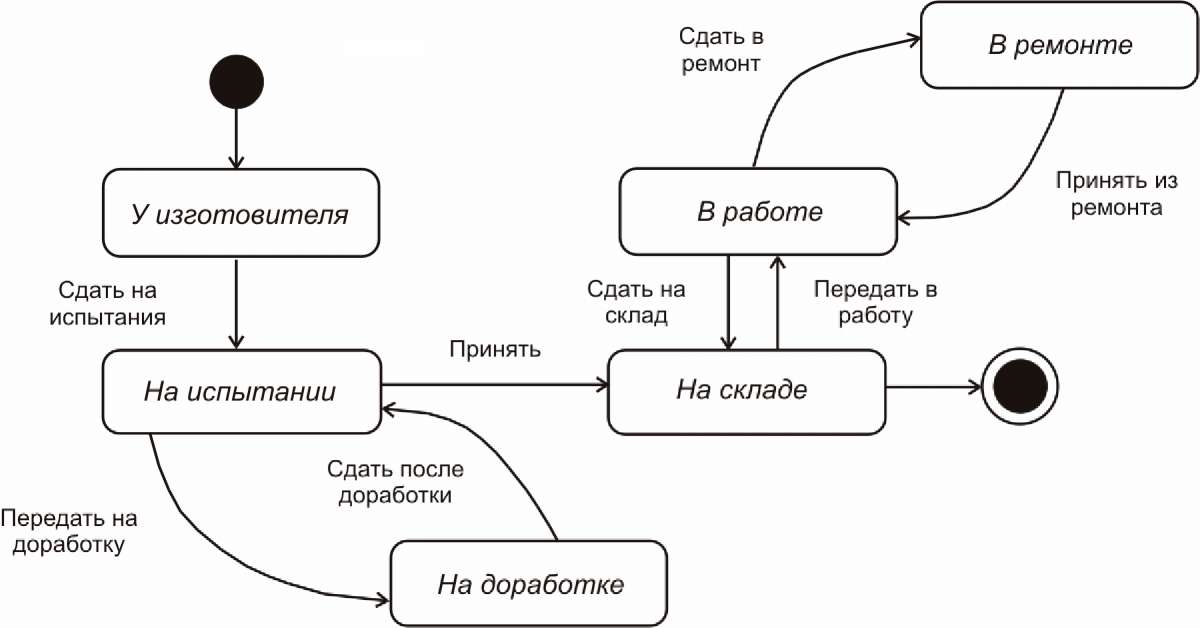 Сдать в
ремонт
В ремонте
У изготовителя
В работе
Принять из
ремонта
Сдать на
испытания
Сдать на
склад
Передать в
работу
Принять
На испытании
На складе
Сдать после
доработки
Передать на
доработку
На доработке